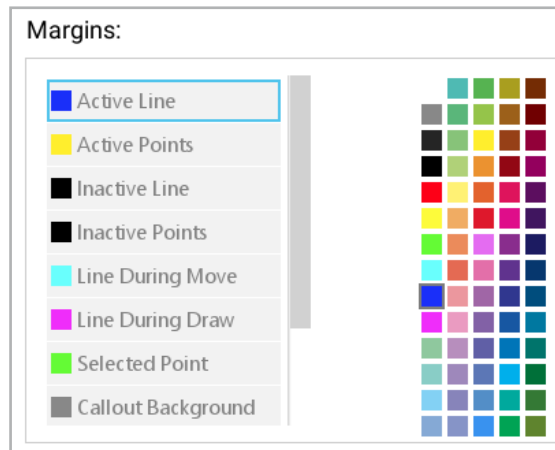 Margins:
Active Line
Active Points
Inactive Line
Inactive Points
Line During Move
Line During Draw
Selected Point
Callout Background